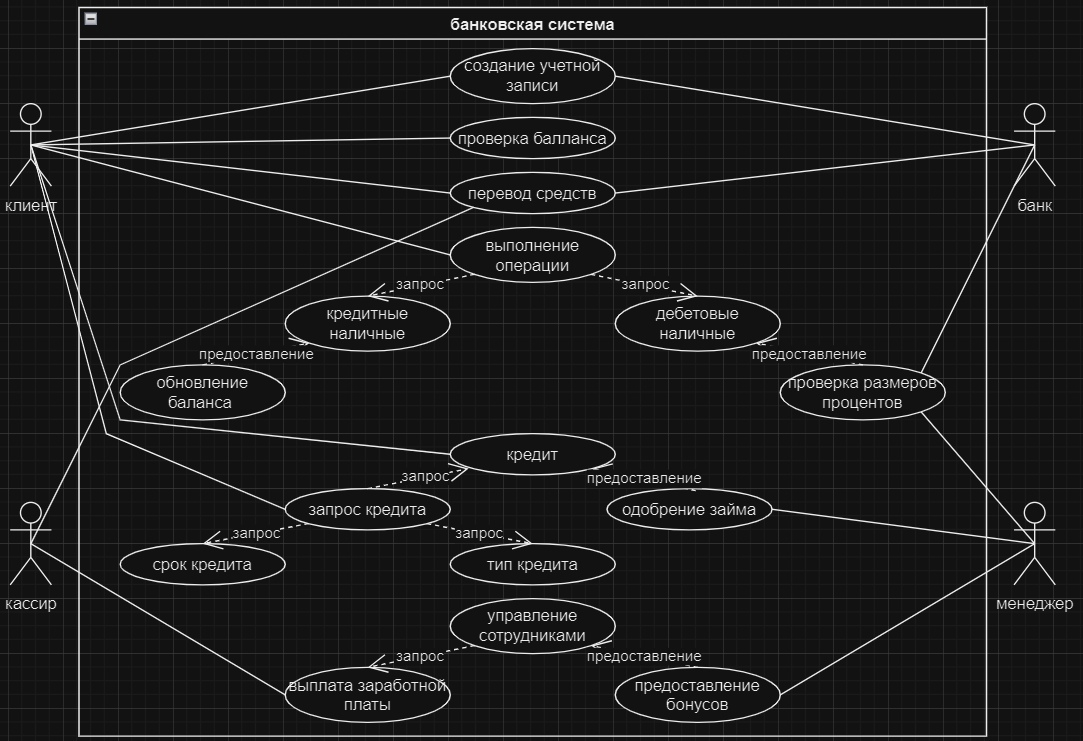 банковская система
создание учетной
записи
проверка балланса
клиент
перевод средств
банк
выполнение
операции
запрос
запрос
кредитные
наличные
дебетовые
наличные
предоставление
предоставление
обновление
баланса
проверка размеров
процентов
кредит
запрос
предоставление
запрос кредита
одобрение займа
запрос
запрос
срок кредита
тип кредита
кассир
менеджер
управление
сотрудниками
запрос
предоставление
выплата заработной
платы
предоставление
бонусов